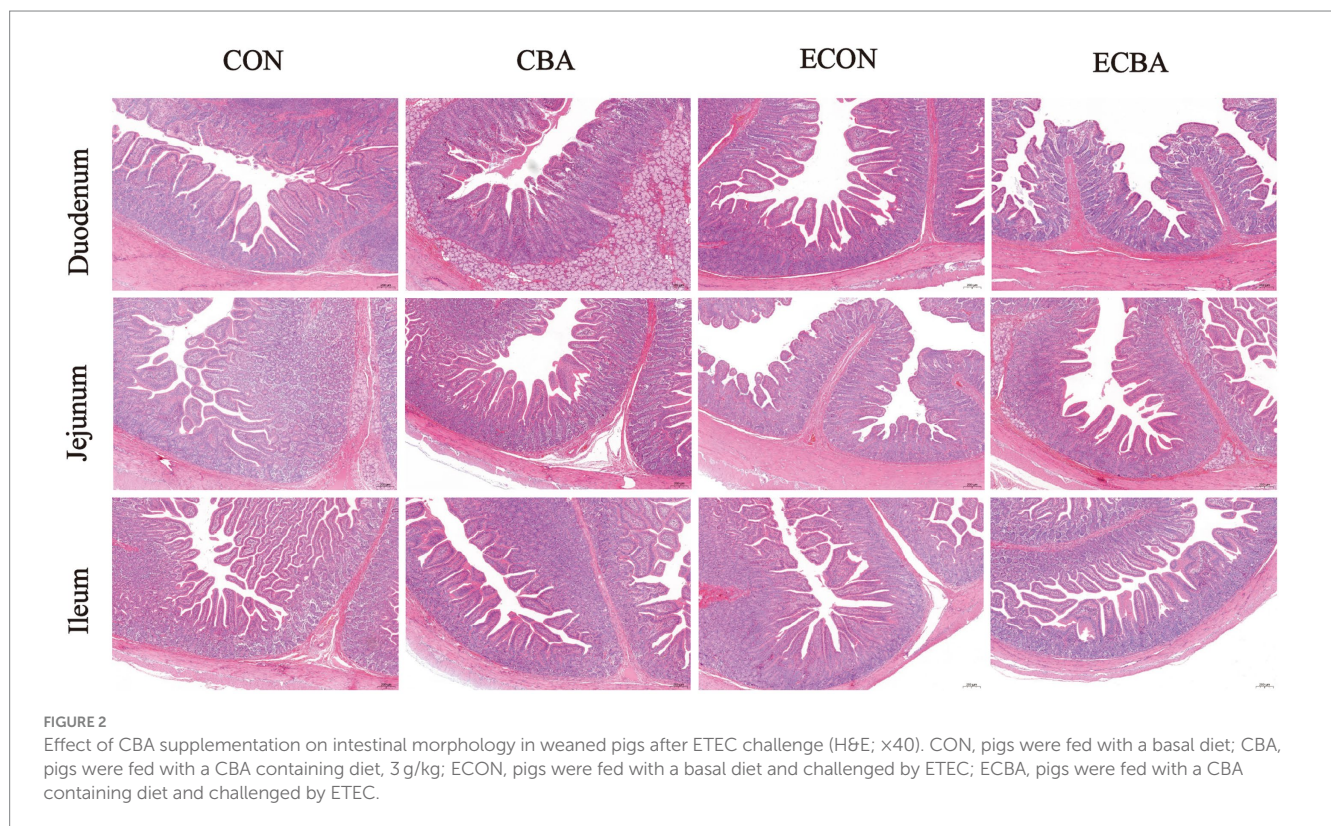 CON CBA ECON ECBA
Duodenum
Jejunum
Ileum
FIGURE 2
Effect of CBA supplementation on intestinal morphology in weaned pigs after ETEC challenge (H&E; ×40). CON, pigs were fed with a basal diet; CBA,
pigs were fed with a CBA containing diet, 3 g/kg; ECON, pigs were fed with a basal diet and challenged by ETEC; ECBA, pigs were fed with a CBA
containing diet and challenged by ETEC.